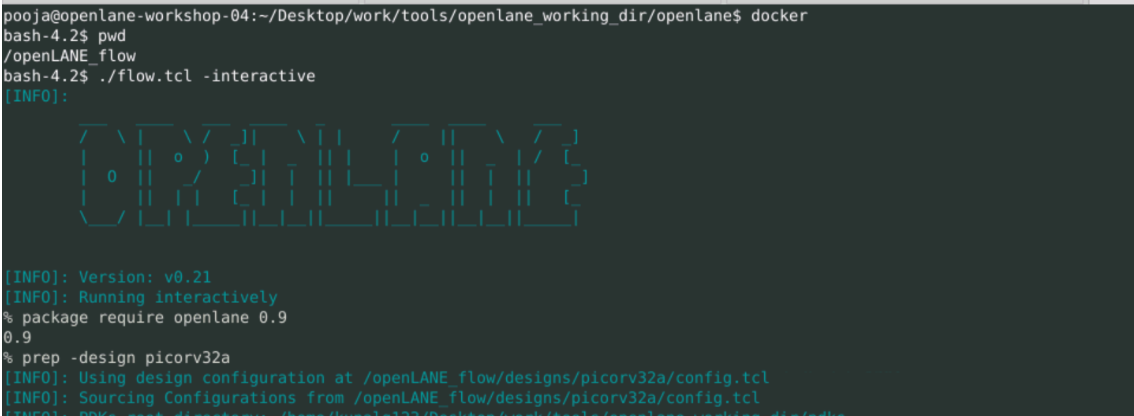 pooja@openlane-workshop-04:~/Desktop/work/tools/openlane_working_dir/openlane$ docker
bash-4.2$ pwd
/openLANE_flow
bash-4.2$ ./flow.tcl -interactive
[INFO]:
OPENLANE
[INFO]: Version: v0.21
[INFO]: Running interactively
% package require openlane 0.9
0.9
% prep -design picorv32a
[INFO]: Using design configuration at /openLANE_flow/designs/picorv32a/config.tcl
[INFO]: Sourcing Configurations from /openLANE_flow/designs/picorv32a/config.tcl